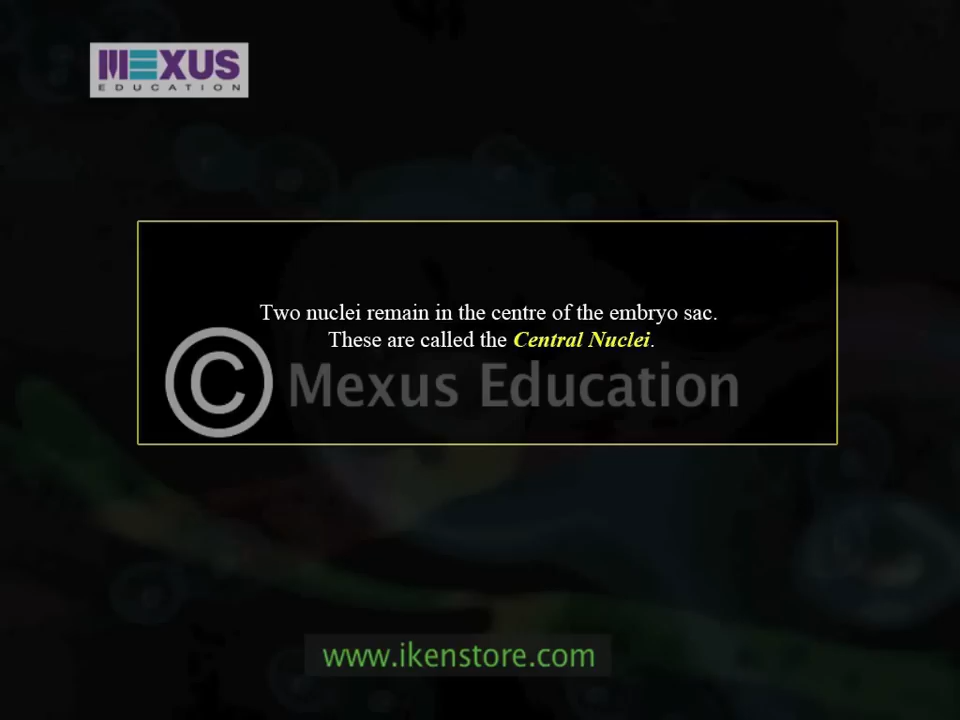 MEXUS
EDUCATION
Two nuclei remain in the centre of the embryo sac.
These are called the Central Nuclei.
© Mexus Education
www.ikenstore.com